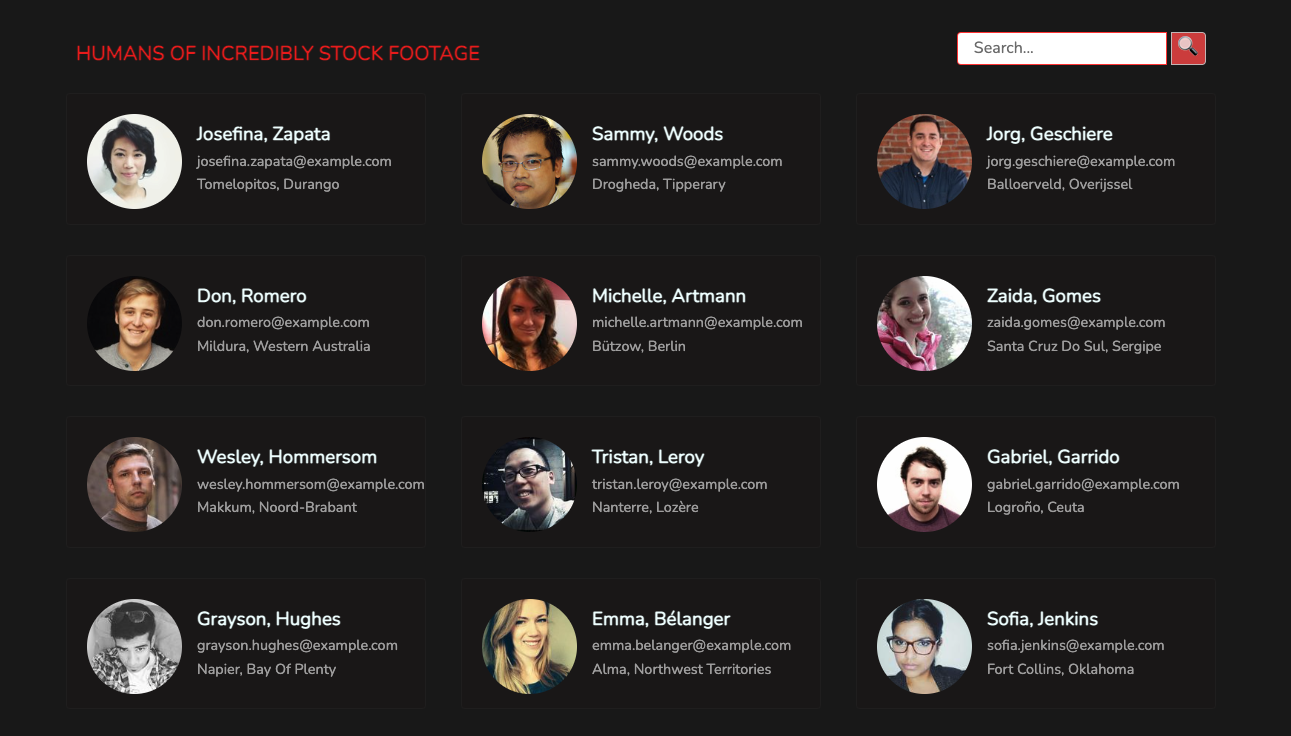 HUMANS OF INCREDIBLY STOCK FOOTAGE
Search...
Josefina, Zapata
josefina.zapata@example.com
Tomelopitos, Durango
Sammy, Woods
sammy.woods@example.com
Drogheda, Tipperary
Jorg, Geschiere
jorg.geschiere@example.com
Balloerveld, Overijssel
Don, Romero
don.romero@example.com
Mildura, Western Australia
Michelle, Artmann
michelle.artmann@example.com
Bützow, Berlin
Zaida, Gomes
zaida.gomes@example.com
Santa Cruz Do Sul, Sergipe
Wesley, Hommersom
wesley.hommersom@example.com
Makkum, Noord-Brabant
Tristan, Leroy
tristan.leroy@example.com
Nanterre, Lozère
Gabriel, Garrido
gabriel.garrido@example.com
Logroño, Ceuta
Grayson, Hughes
grayson.hughes@example.com
Napier, Bay Of Plenty
Emma, Bélanger
emma.belanger@example.com
Alma, Northwest Territories
Sofia, Jenkins
sofia.jenkins@example.com
Fort Collins, Oklahoma